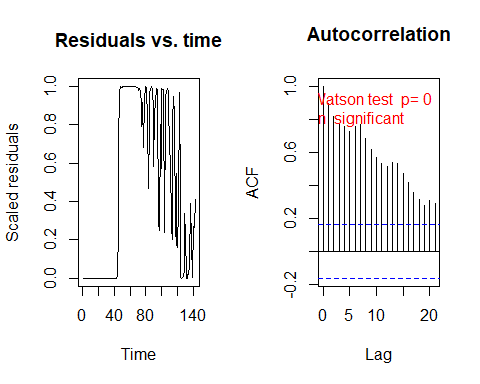 Residuals vs. time
Scaled residuals
1.0
0.8
0.6
0.4
0.2
0.0
0 40 80 140
Time
Autocorrelation
Watson test p= 0
n significant
ACF
1.0
0.6
0.2
-0.2
0 5 10 20
Lag